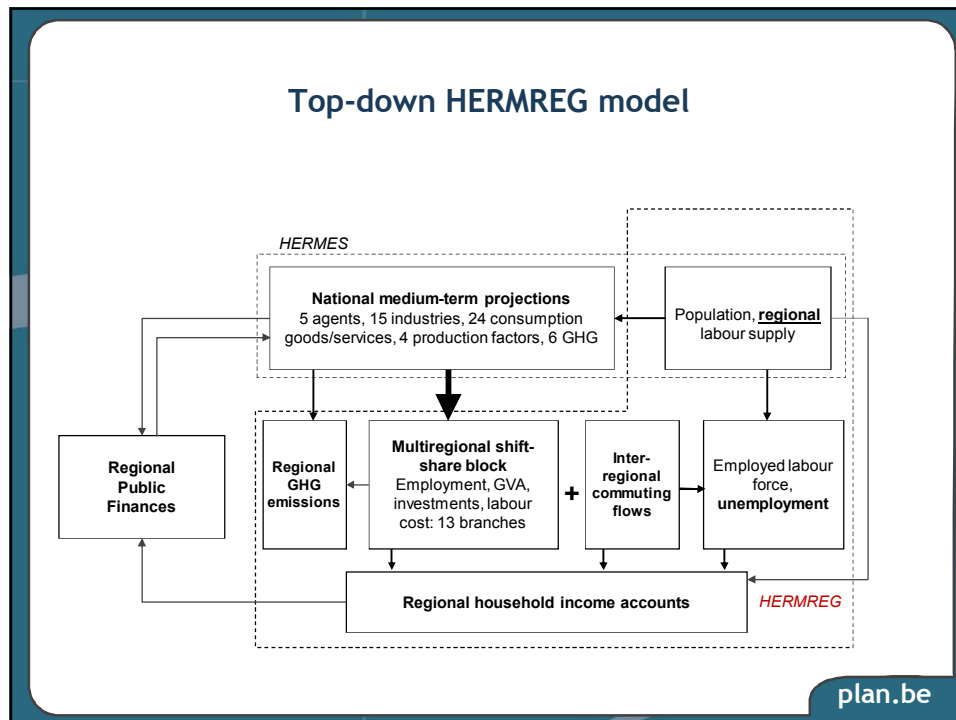 Top-down HERMREG model
HERMES
National medium-term projections
5 agents, 15 industries, 24 consumption
goods/services, 4 production factors, 6 GHG
Population, regional
labour supply
Regional
Public
Finances
Regional
GHG
emissions
Multiregional shift-
share block
Employment, GVA,
investments, labour
cost: 13 branches
+
Inter-
regional
commuting
flows
Employed labour
force,
unemployment
Regional household income accounts
HERMREG
plan.be